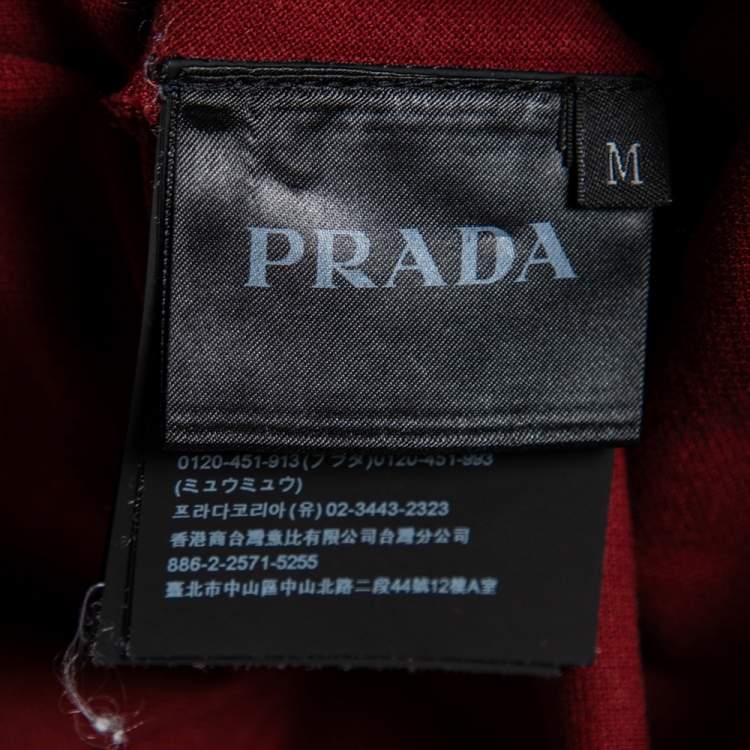 M
PRADA
0120-451-913(プラダ)0120-451-993
(ミュウミュウ)
프라다코리아(유) 02-3443-2323
香港商台灣意比有限公司台灣分公司
886-2-2571-5255
臺北市中山區中山北路二段44號12樓A室